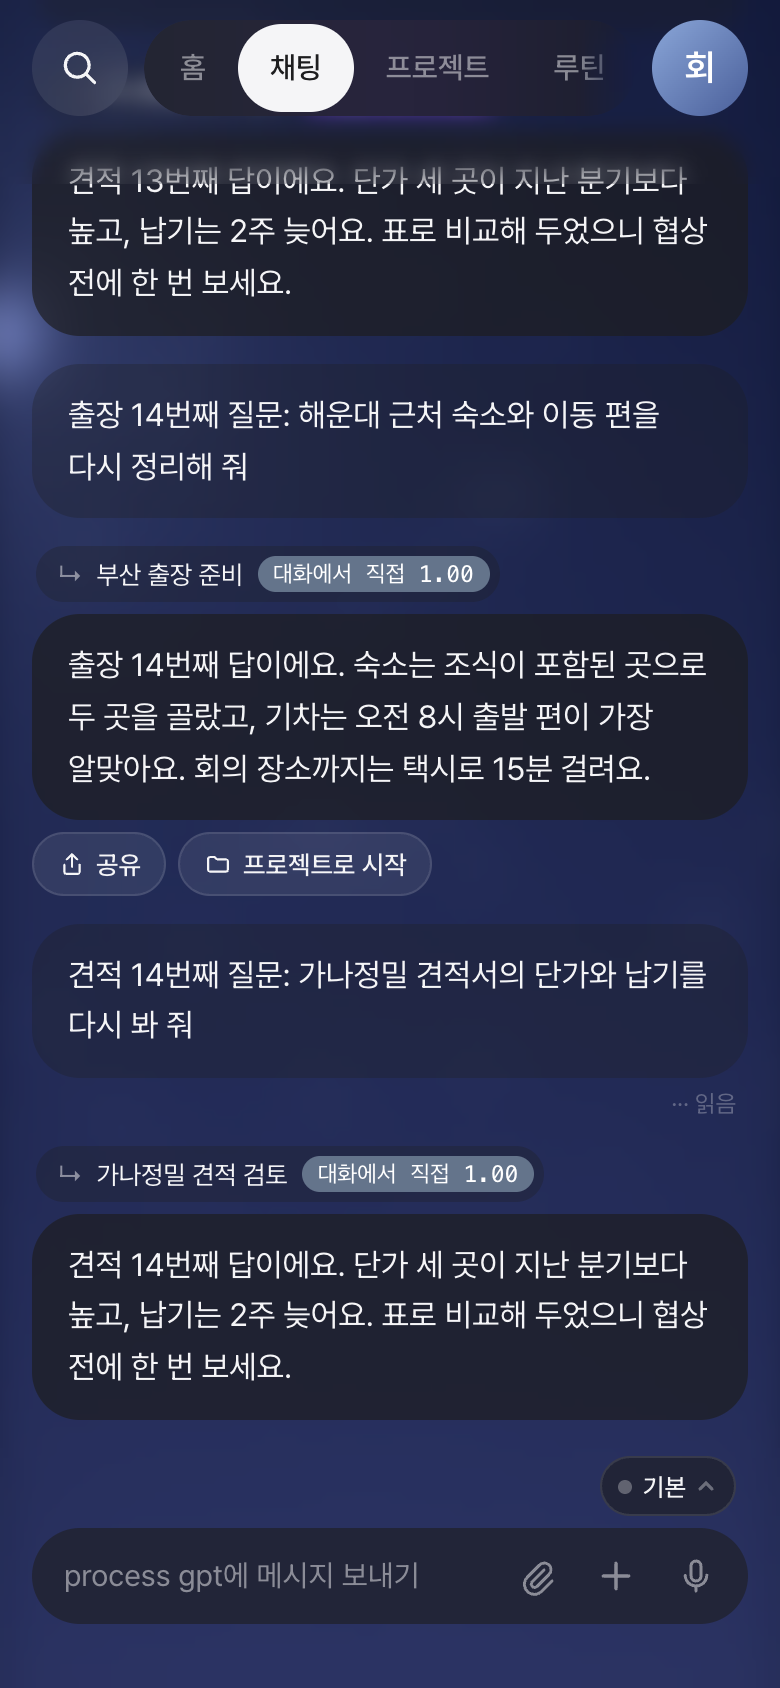 홈 채팅 프로젝트 루틴 회
견적 13번째 답이에요. 단가 세 곳이 지난 분기보다
높고, 납기는 2주 늦어요. 표로 비교해 두었으니 협상
전에 한 번 보세요.
출장 14번째 질문: 해운대 근처 숙소와 이동 편을
다시 정리해 줘
부산 출장 준비 대화에서 직접 1.00
출장 14번째 답이에요. 숙소는 조식이 포함된 곳으로
두 곳을 골랐고, 기차는 오전 8시 출발 편이 가장
알맞아요. 회의 장소까지는 택시로 15분 걸려요.
공유 프로젝트로 시작
견적 14번째 질문: 가나정밀 견적서의 단가와 납기를
다시 봐 줘
··· 읽음
가나정밀 견적 검토 대화에서 직접 1.00
견적 14번째 답이에요. 단가 세 곳이 지난 분기보다
높고, 납기는 2주 늦어요. 표로 비교해 두었으니 협상
전에 한 번 보세요.
기본
process gpt에 메시지 보내기